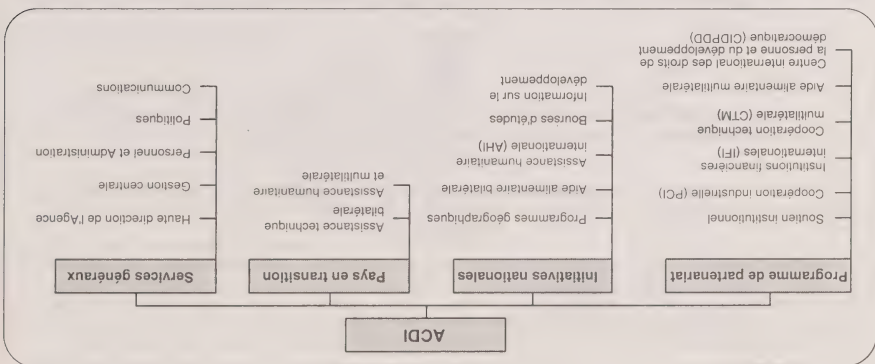 ACDI
Services généraux
Haute direction de l'Agence
Gestion centrale
Personnel et Administration
Politiques
Communications
Pays en transition
Assistance technique
bilatérale
Assistance humanitaire
et multilatérale
Initiatives nationales
Programmes géographiques
Aide alimentaire bilatérale
Assistance humanitaire
internationale (AHI)
Bourses d'études
Information sur le
développement
Programme de partenariat
Soutien institutionnel
Coopération industrielle (PCI)
Institutions financières
internationales (IFI)
Coopération technique
multilatérale (CTM)
Aide alimentaire multilatérale
Centre international des droits de
la personne et du développement
démocratique (CIDPDD)